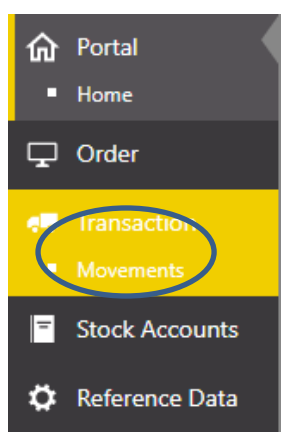 Portal
Home
Order
Transaction
Movements
Stock Accounts
Reference Data